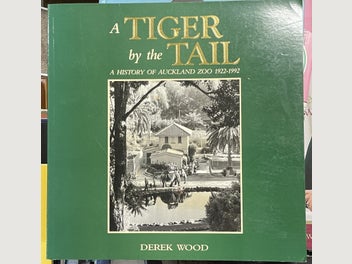 A TIGER
by the TAIL
A HISTORY OF AUCKLAND ZOO 1922-1992
DEREK WOOD